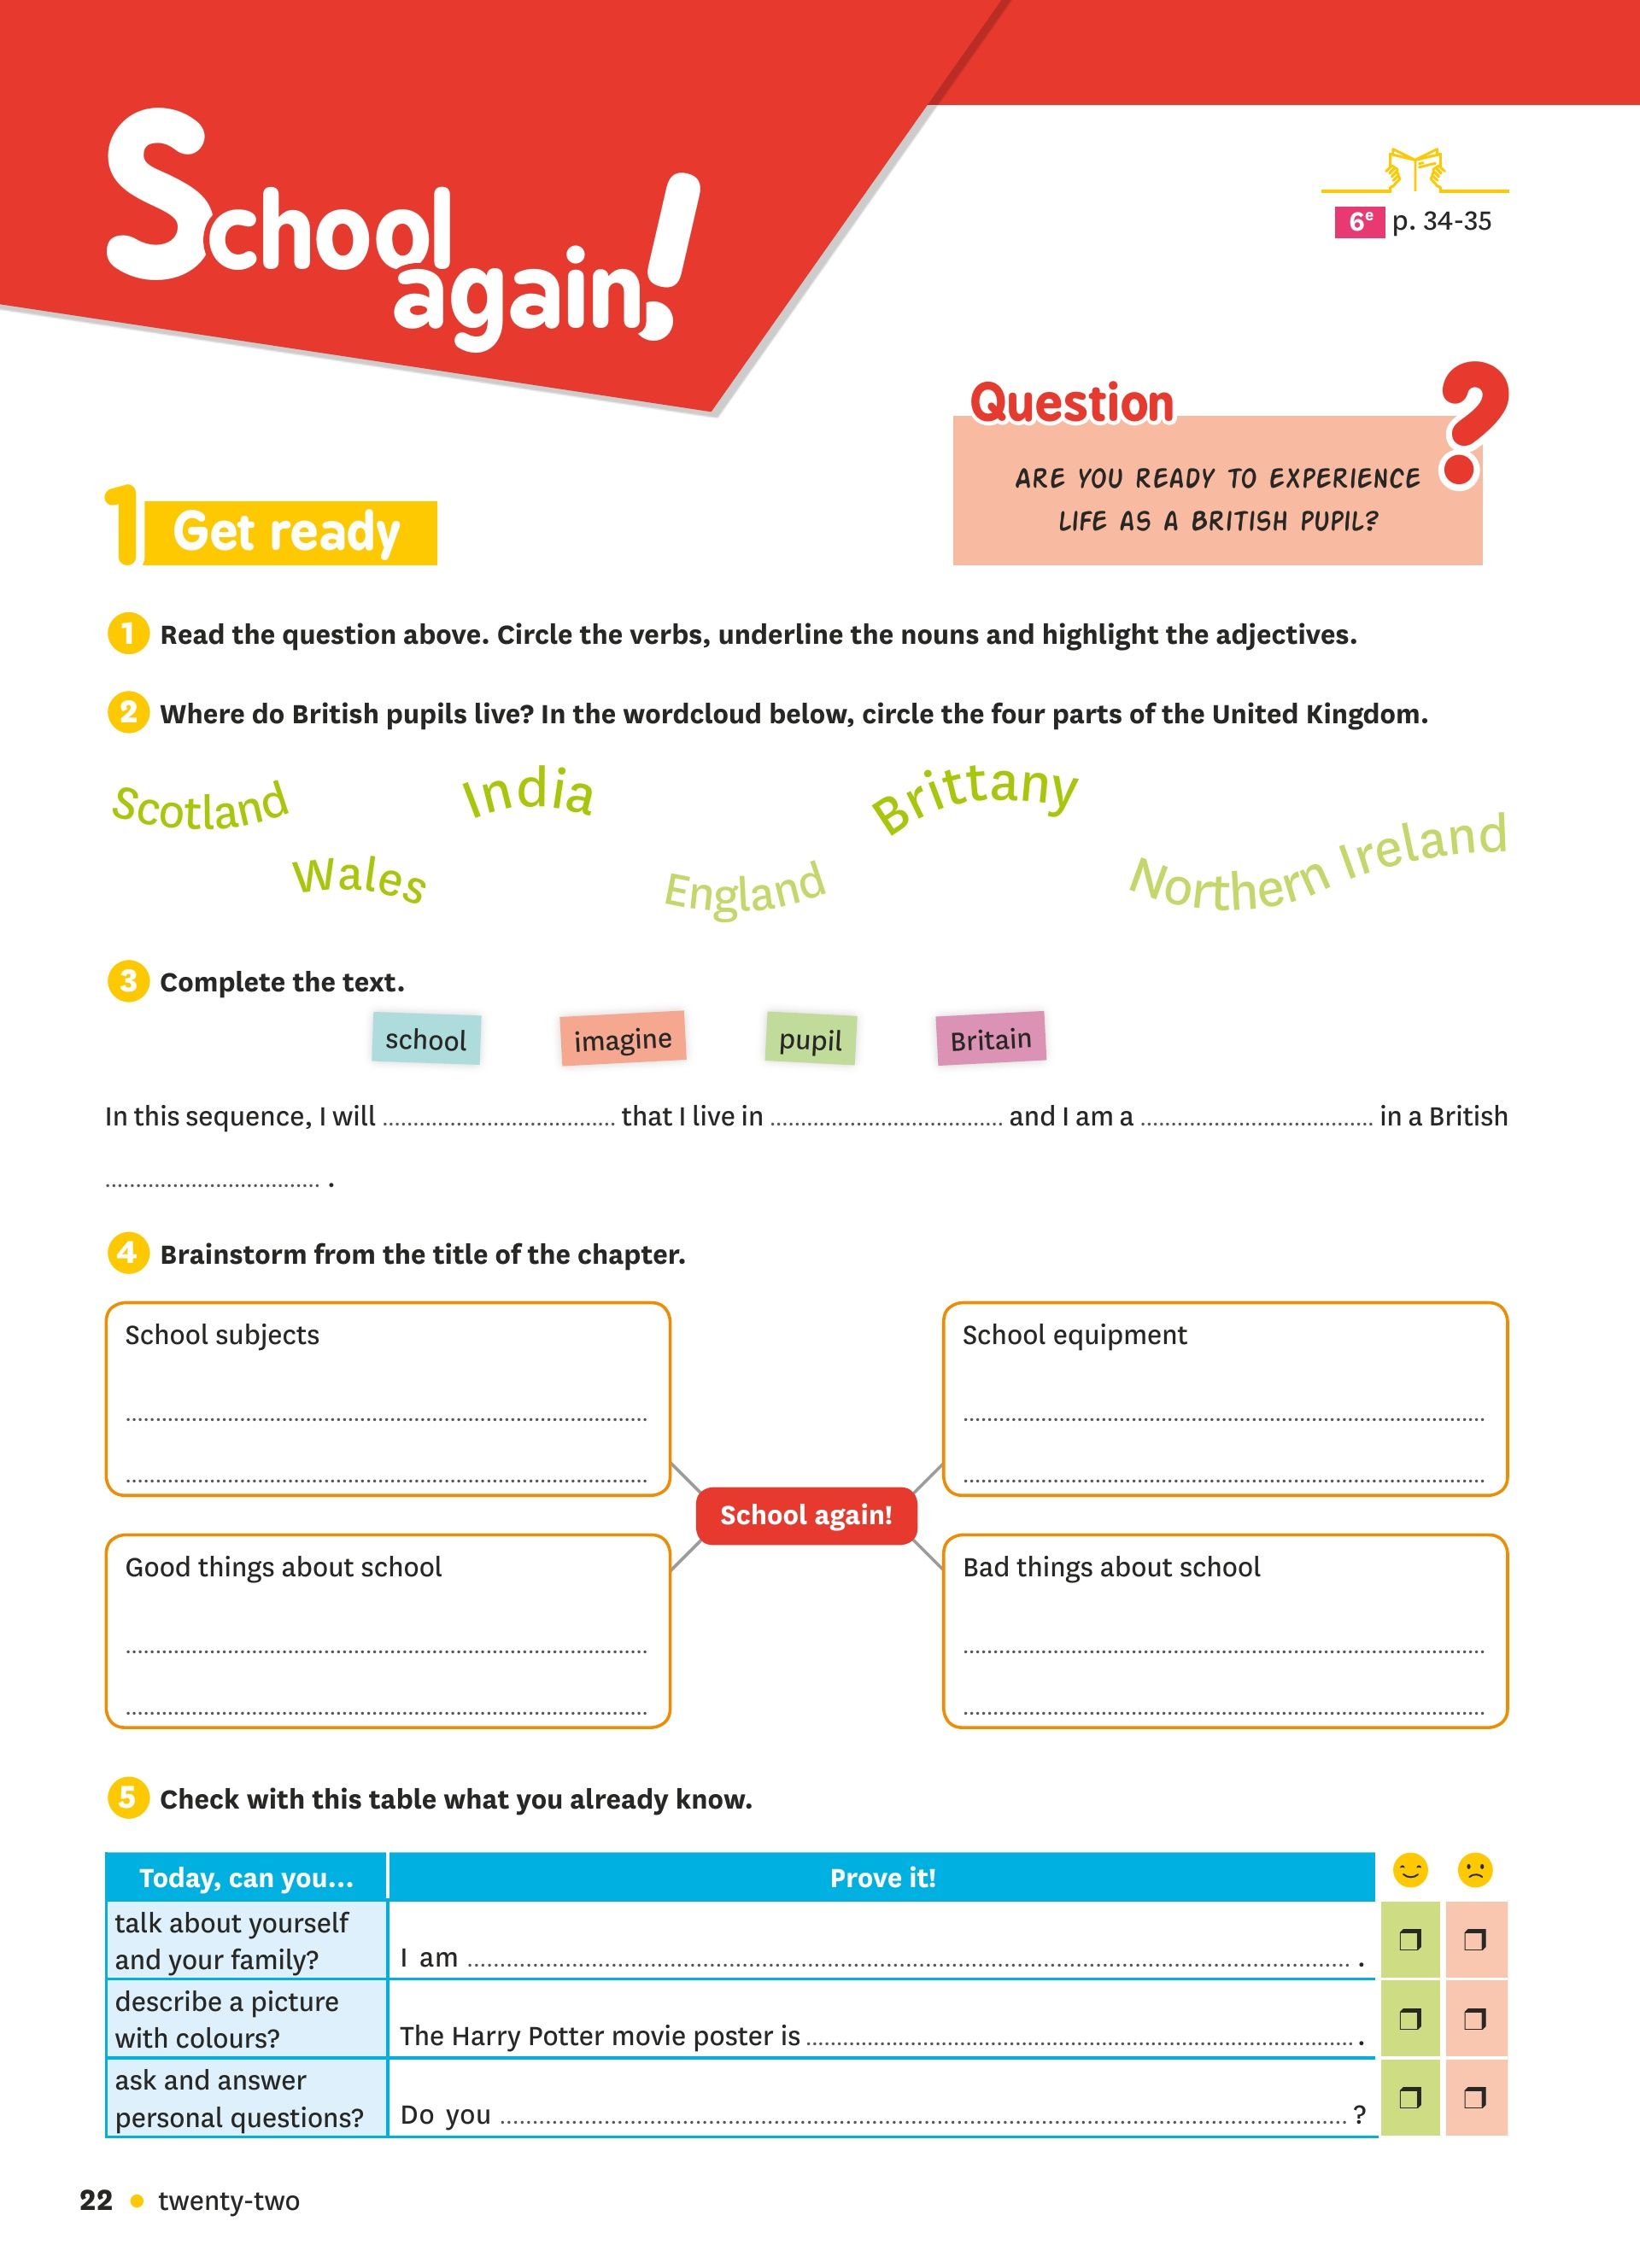 School
again!
6e p. 34-35
Question ?
ARE YOU READY TO EXPERIENCE
LIFE AS A BRITISH PUPIL?
1 Get ready
1 Read the question above. Circle the verbs, underline the nouns and highlight the adjectives.
2 Where do British pupils live? In the wordcloud below, circle the four parts of the United Kingdom.
Scotland India Brittany
Wales England Northern Ireland
3 Complete the text.
school imagine pupil Britain
In this sequence, I will ........................ that I live in ........................ and I am a ........................ in a British
........................ .
4 Brainstorm from the title of the chapter.
School subjects
School equipment
School again!
Good things about school
Bad things about school
5 Check with this table what you already know.
Today, can you... Prove it!
talk about yourself
and your family?
I am ........................ .
describe a picture
with colours?
The Harry Potter movie poster is ........................ .
ask and answer
personal questions?
Do you ........................ ?
22 • twenty-two